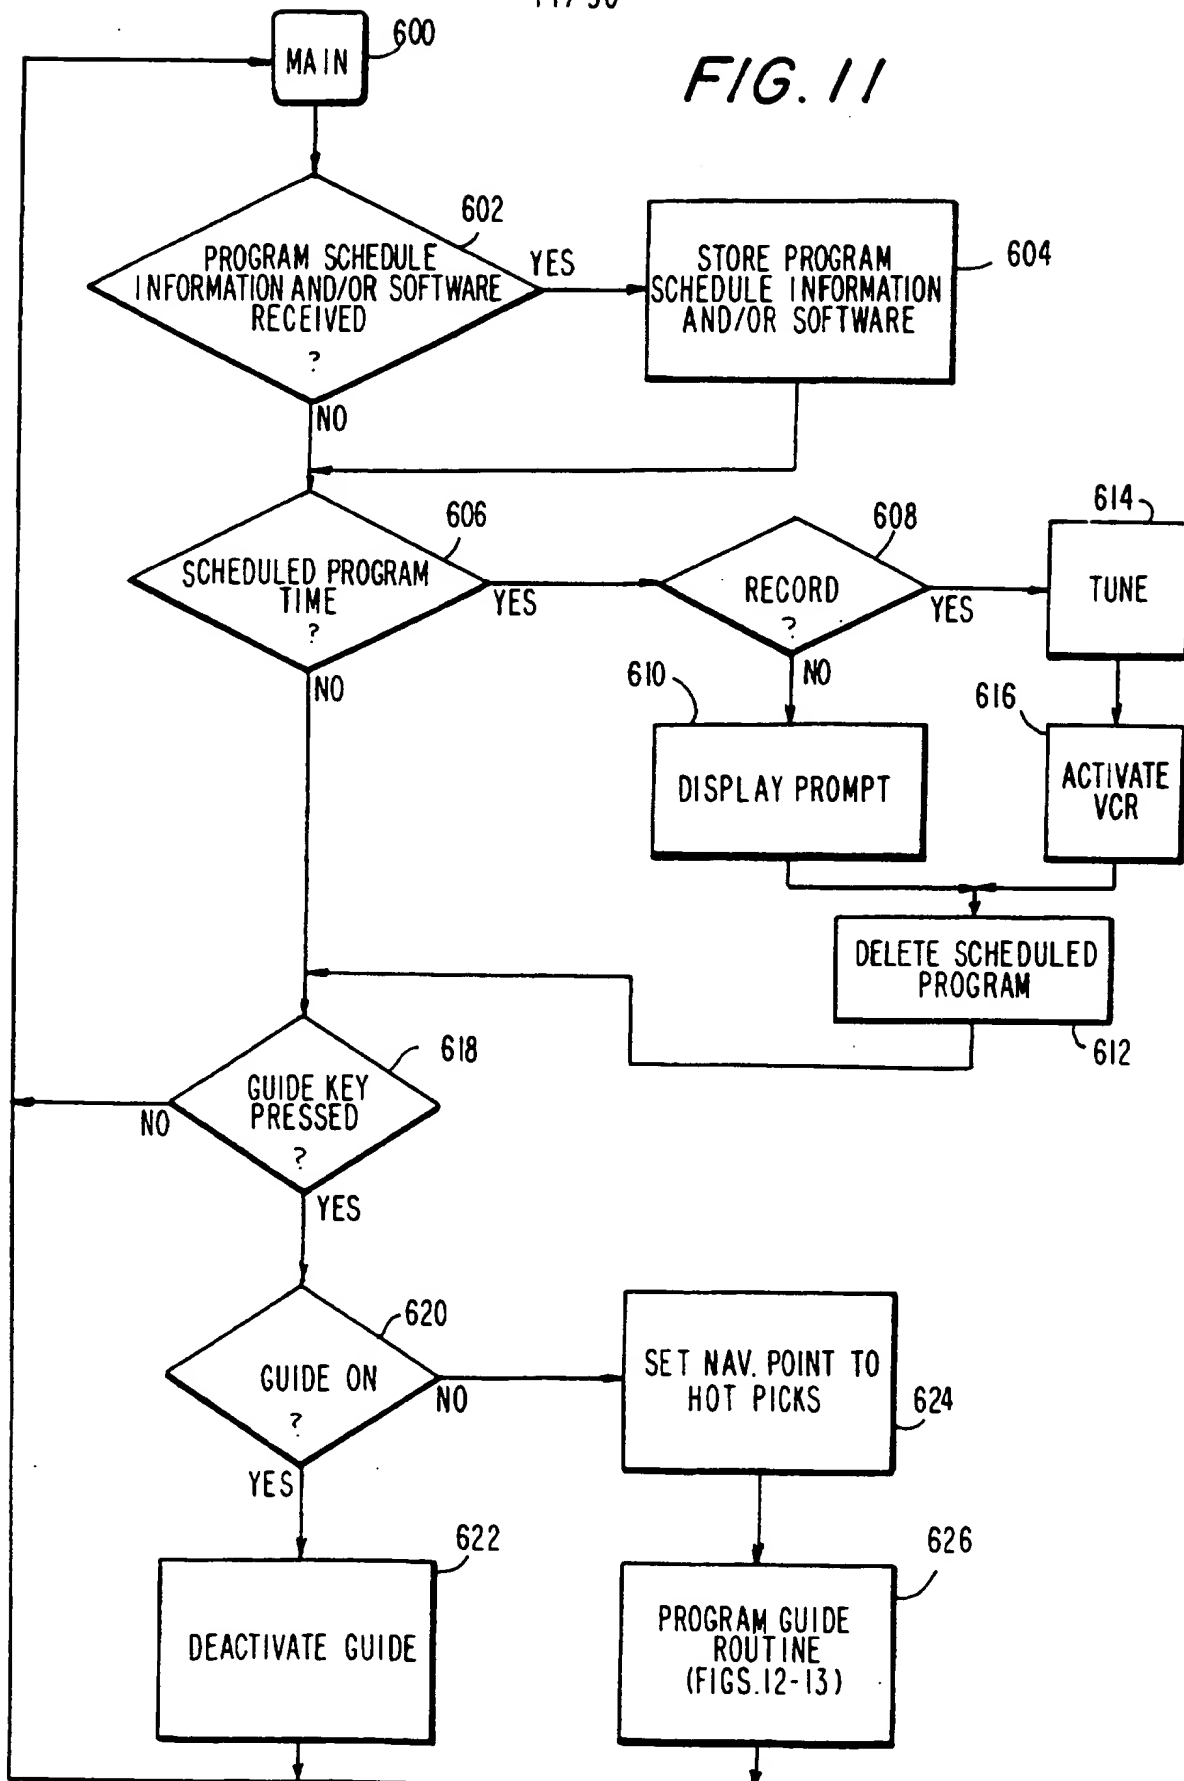 MAIN
600
FIG. 11
602
PROGRAM SCHEDULE
INFORMATION AND/OR SOFTWARE
RECEIVED
?
YES
NO
STORE PROGRAM
SCHEDULE INFORMATION
AND/OR SOFTWARE
604
606
SCHEDULED PROGRAM
TIME
?
YES
NO
608
RECORD
?
YES
NO
614
TUNE
610
DISPLAY PROMPT
616
ACTIVATE
VCR
DELETE SCHEDULED
PROGRAM
612
618
GUIDE KEY
PRESSED
?
NO
YES
620
GUIDE ON
?
NO
YES
SET NAV. POINT TO
HOT PICKS
624
622
DEACTIVATE GUIDE
626
PROGRAM GUIDE
ROUTINE
(FIGS.12-13)